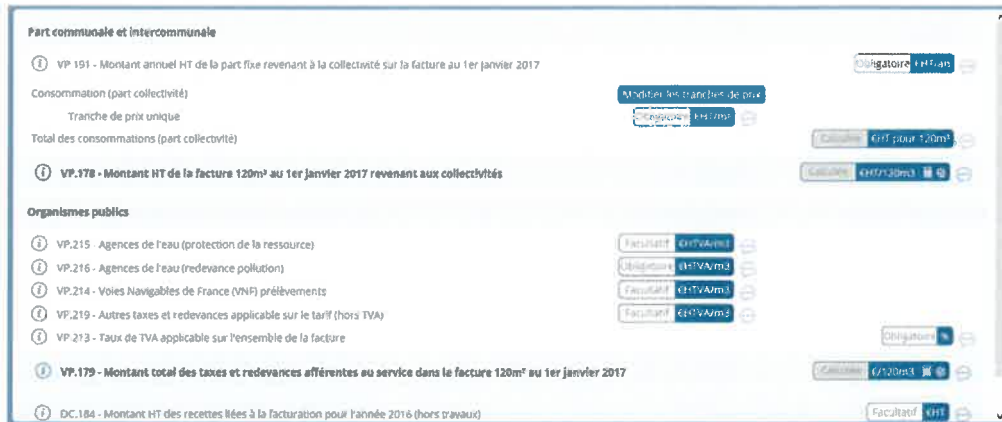 Part communale et intercommunale
VP 191 - Montant annuel HT de la part fixe revenant à la collectivité sur la facture au 1er janvier 2017 Obligatoire €HT/an
Consommation (part collectivité) Modifier les tranches de prix
Tranche de prix unique Obligatoire €HT/m³
Total des consommations (part collectivité) Calculée €HT pour 120m³
VP.178 - Montant HT de la facture 120m³ au 1er janvier 2017 revenant aux collectivités Calculée €HT/120m3
Organismes publics
VP.215 - Agences de l'eau (protection de la ressource) Facultatif €HTVA/m3
VP.216 - Agences de l'eau (redevance pollution) Obligatoire €HTVA/m3
VP.214 - Voies Navigables de France (VNF) prélèvements Facultatif €HTVA/m3
VP.219 - Autres taxes et redevances applicable sur le tarif (hors TVA) Facultatif €HTVA/m3
VP.213 - Taux de TVA applicable sur l'ensemble de la facture Obligatoire %
VP.179 - Montant total des taxes et redevances afférentes au service dans le facture 120m³ au 1er janvier 2017 Calculée €/120m3
DC.184 - Montant HT des recettes liées à la facturation pour l'année 2016 (hors travaux) Facultatif €HT